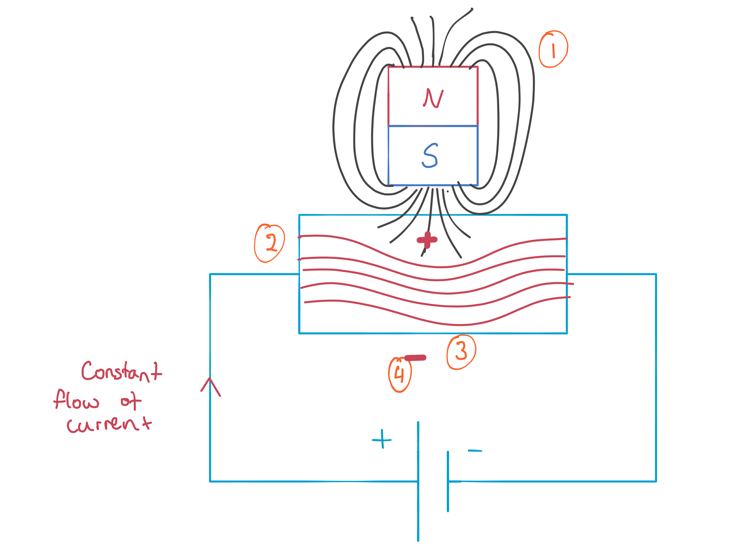 1
N
S
2
+
3
4 -
Constant
flow of
current
+ -